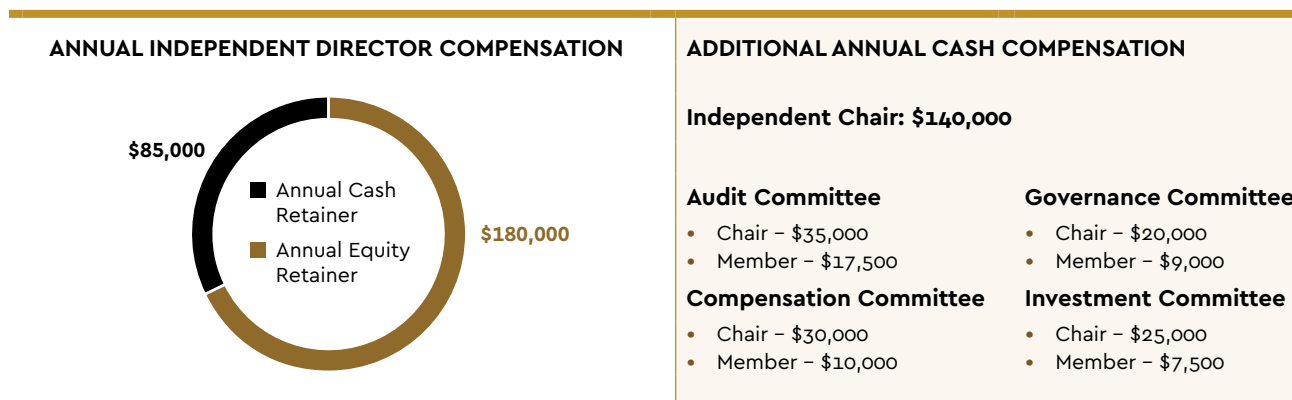 ANNUAL INDEPENDENT DIRECTOR COMPENSATION
$85,000
Annual Cash
Retainer
Annual Equity
Retainer
$180,000
ADDITIONAL ANNUAL CASH COMPENSATION
Independent Chair: $140,000
Audit Committee
• Chair – $35,000
• Member – $17,500
Governance Committee
• Chair – $20,000
• Member – $9,000
Compensation Committee
• Chair – $30,000
• Member – $10,000
Investment Committee
• Chair – $25,000
• Member – $7,500